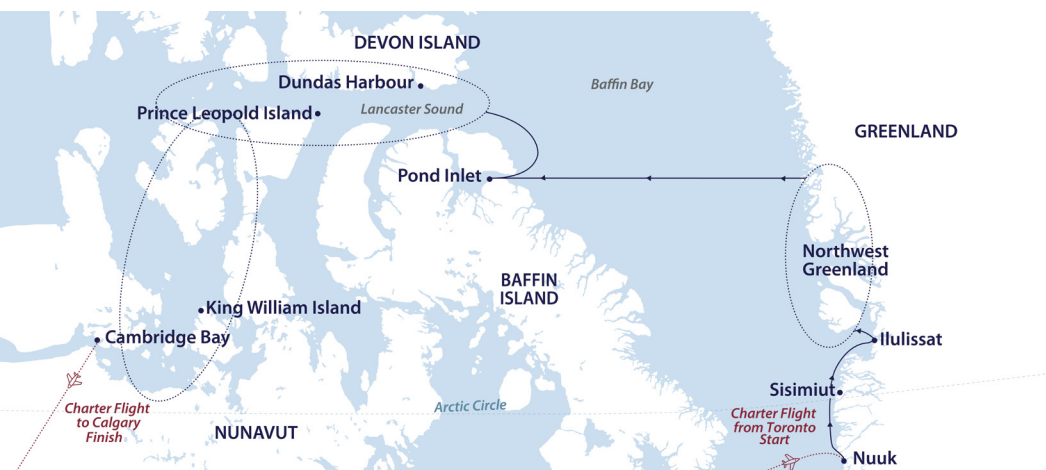 DEVON ISLAND
Dundas Harbour
Baffin Bay
Prince Leopold Island
Lancaster Sound
GREENLAND
Pond Inlet
Northwest
Greenland
BAFFIN
ISLAND
King William Island
Cambridge Bay
Ilulissat
Sisimiut
Charter Flight
to Calgary
Finish
Arctic Circle
Charter Flight
from Toronto
Start
NUNAVUT
Nuuk